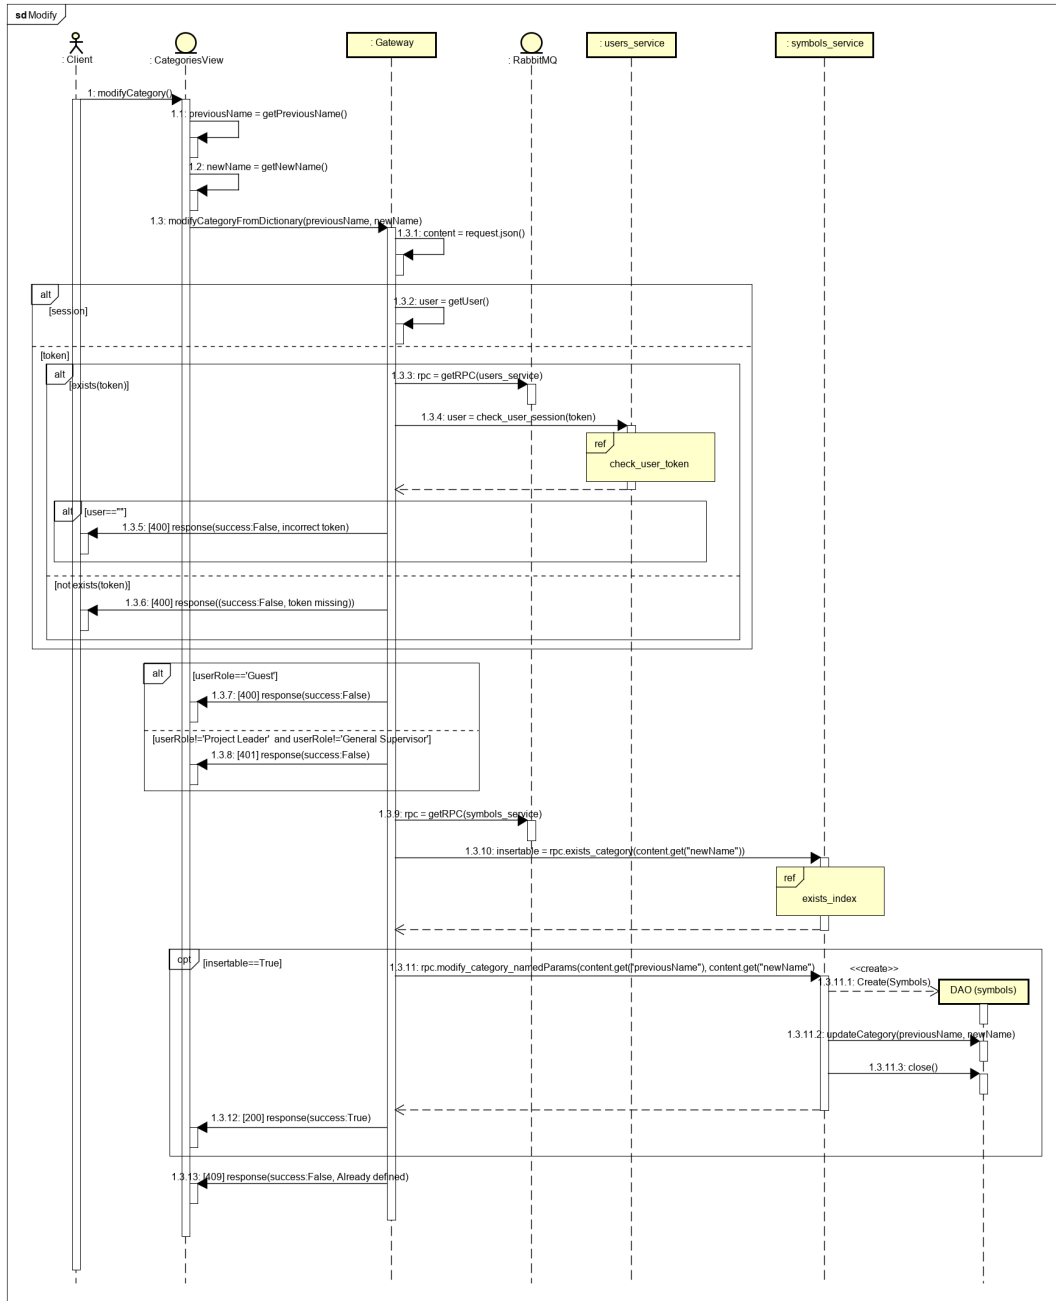 sd Modify
: Client
: CategoriesView
: Gateway
: RabbitMQ
: users_service
: symbols_service
1: modifyCategory()
1.1: previousName = getPreviousName()
1.2: newName = getNewName()
1.3: modifyCategoryFromDictionary(previousName, newName)
1.3.1: content = request.json()
alt
[session]
1.3.2: user = getUser()
[token]
alt
[exists(token)]
1.3.3: rpc = getRPC(users_service)
1.3.4: user = check_user_session(token)
ref
check_user_token
alt
[user==""]
1.3.5: [400] response(success:False, incorrect token)
[not exists(token)]
1.3.6: [400] response((success:False, token missing))
alt
[userRole=='Guest']
1.3.7: [400] response(success:False)
[userRole!='Project Leader' and userRole!='General Supervisor']
1.3.8: [401] response(success:False)
1.3.9: rpc = getRPC(symbols_service)
1.3.10: insertable = rpc.exists_category(content.get("newName"))
ref
exists_index
opt
[insertable==True]
1.3.11: rpc.modify_category_namedParams(content.get("previousName"), content.get("newName")
<<create>>
1.3.11.1: Create(Symbols)
DAO (symbols)
1.3.11.2: updateCategory(previousName, newName)
1.3.11.3: close()
1.3.12: [200] response(success:True)
1.3.13: [409] response(success:False, Already defined)